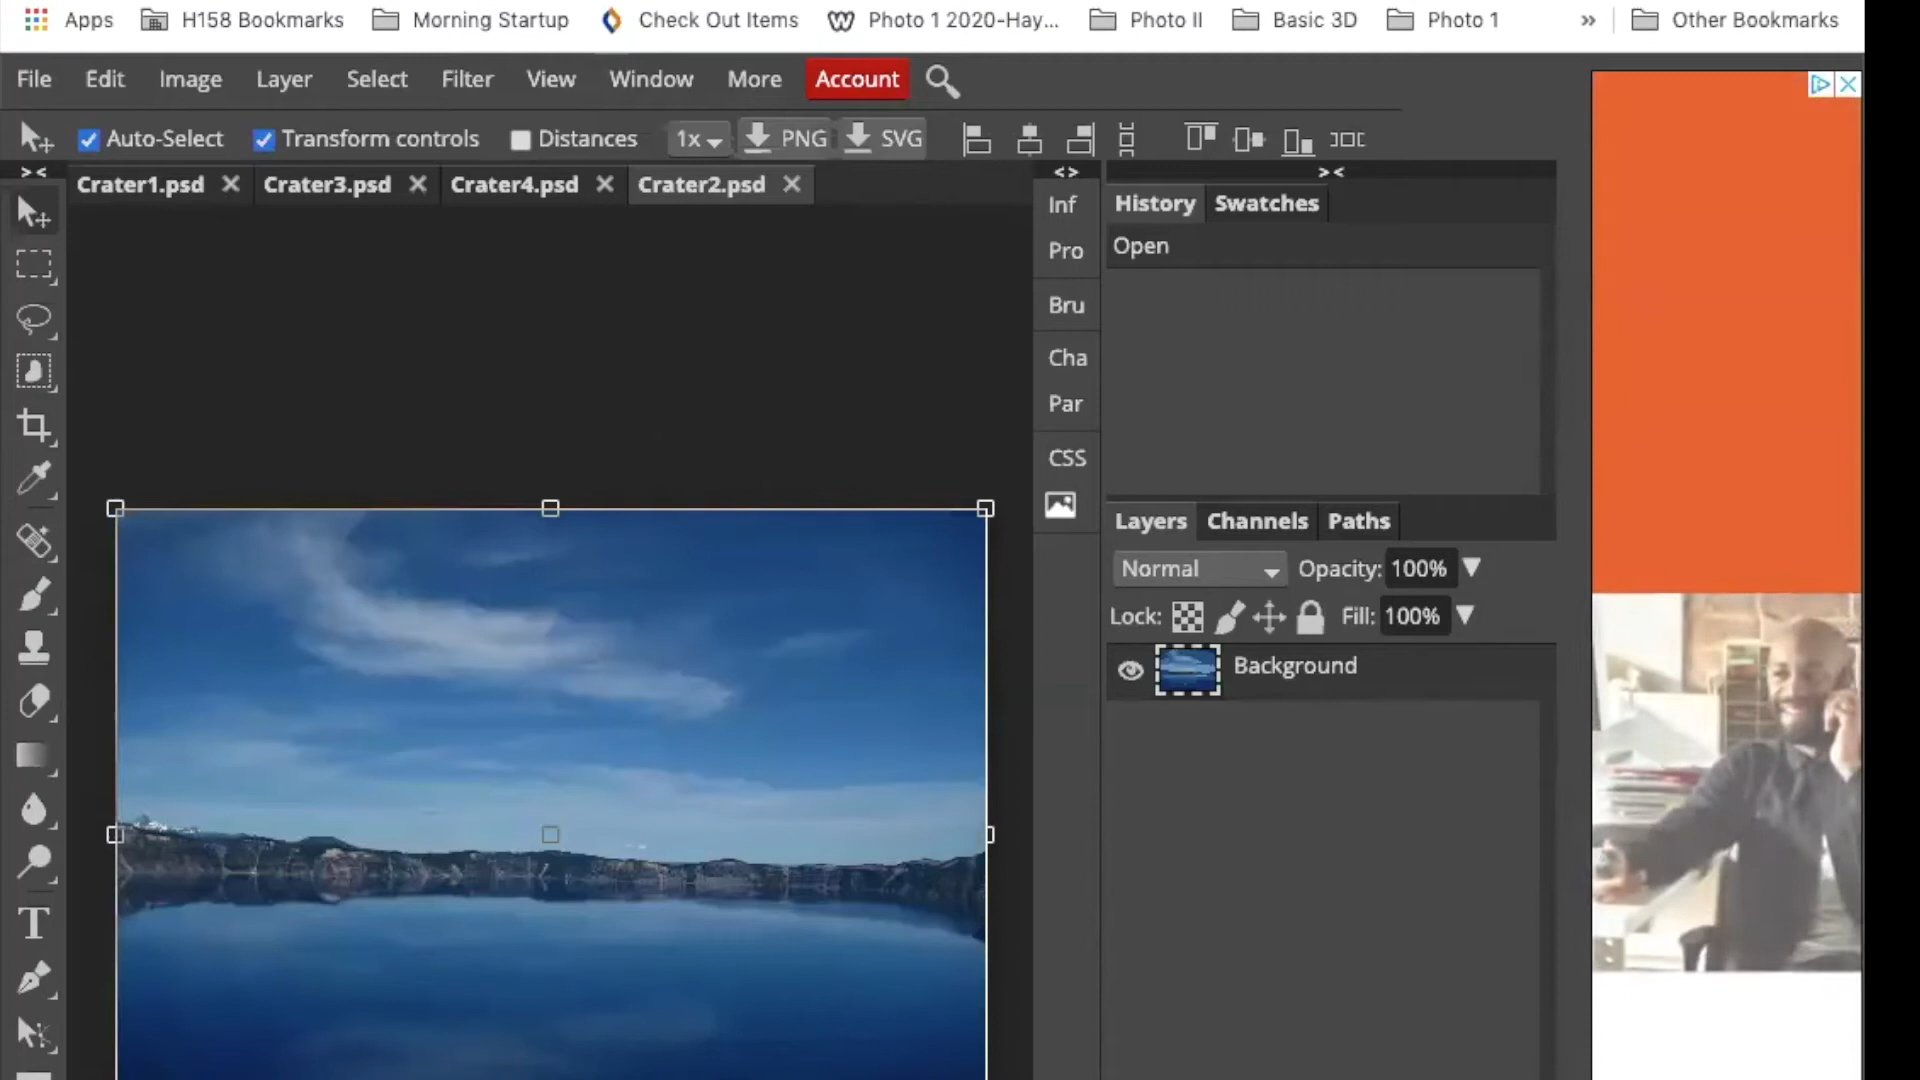 Apps H158 Bookmarks Morning Startup Check Out Items Photo 1 2020-Hay... Photo II Basic 3D Photo 1 » Other Bookmarks
File Edit Image Layer Select Filter View Window More Account
Auto-Select Transform controls Distances 1x PNG SVG
Crater1.psd Crater3.psd Crater4.psd Crater2.psd
Inf
Pro
Bru
Cha
Par
CSS
History Swatches
Open
Layers Channels Paths
Normal Opacity: 100%
Lock: Fill: 100%
Background